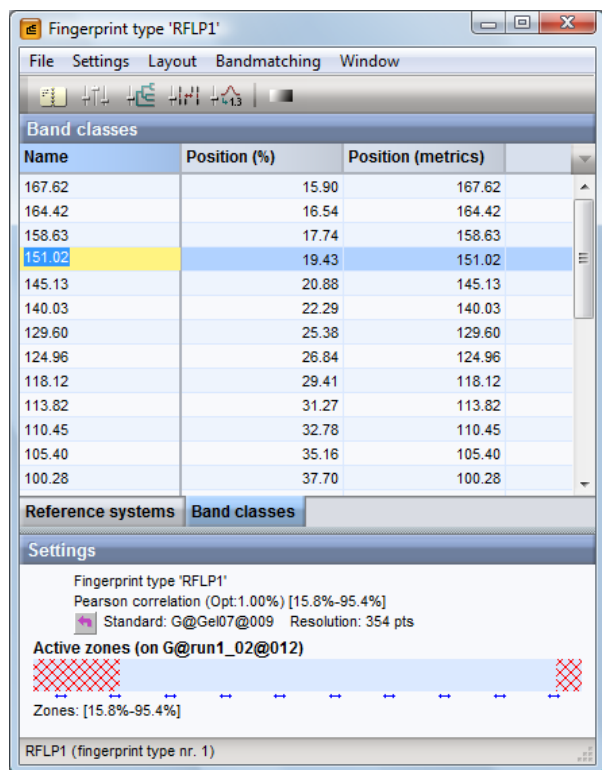 Fingerprint type 'RFLP1'
File Settings Layout Bandmatching Window
Band classes
Name Position (%) Position (metrics)
167.62 15.90 167.62
164.42 16.54 164.42
158.63 17.74 158.63
151.02 19.43 151.02
145.13 20.88 145.13
140.03 22.29 140.03
129.60 25.38 129.60
124.96 26.84 124.96
118.12 29.41 118.12
113.82 31.27 113.82
110.45 32.78 110.45
105.40 35.16 105.40
100.28 37.70 100.28
Reference systems Band classes
Settings
Fingerprint type 'RFLP1'
Pearson correlation (Opt:1.00%) [15.8%-95.4%]
Standard: G@Gel07@009 Resolution: 354 pts
Active zones (on G@run1_02@012)
Zones: [15.8%-95.4%]
RFLP1 (fingerprint type nr. 1)